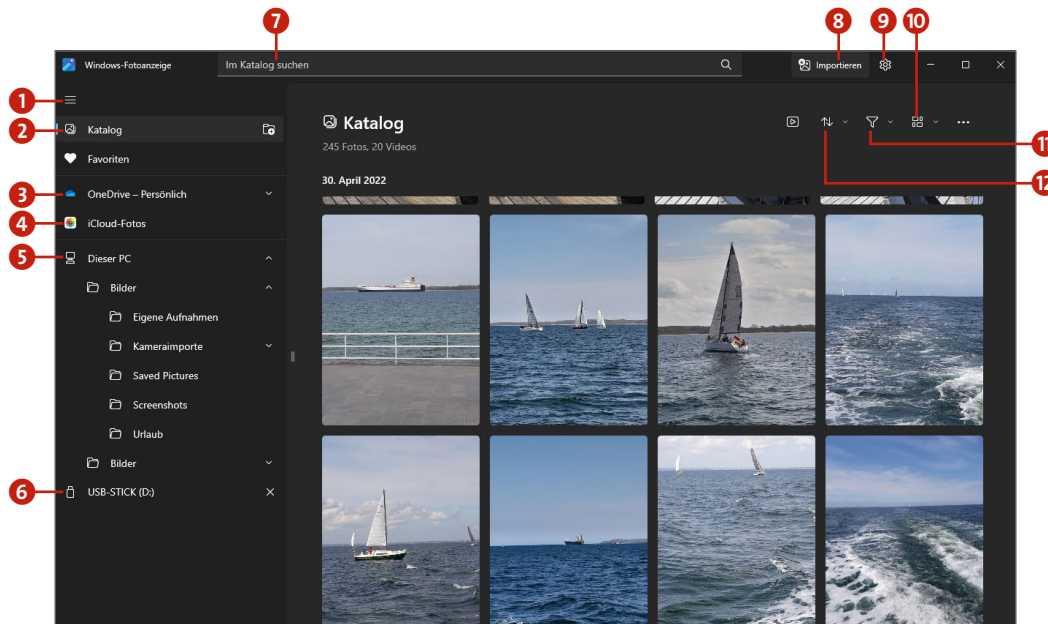 7
8
9
10
Windows-Fotoanzeige
Im Katalog suchen
Importieren
1
2
Katalog
Favoriten
3
OneDrive – Persönlich
4
iCloud-Fotos
5
Dieser PC
Bilder
Eigene Aufnahmen
Kameraimporte
Saved Pictures
Screenshots
Urlaub
Bilder
6
USB-STICK (D:)
Katalog
245 Fotos, 20 Videos
30. April 2022
11
12